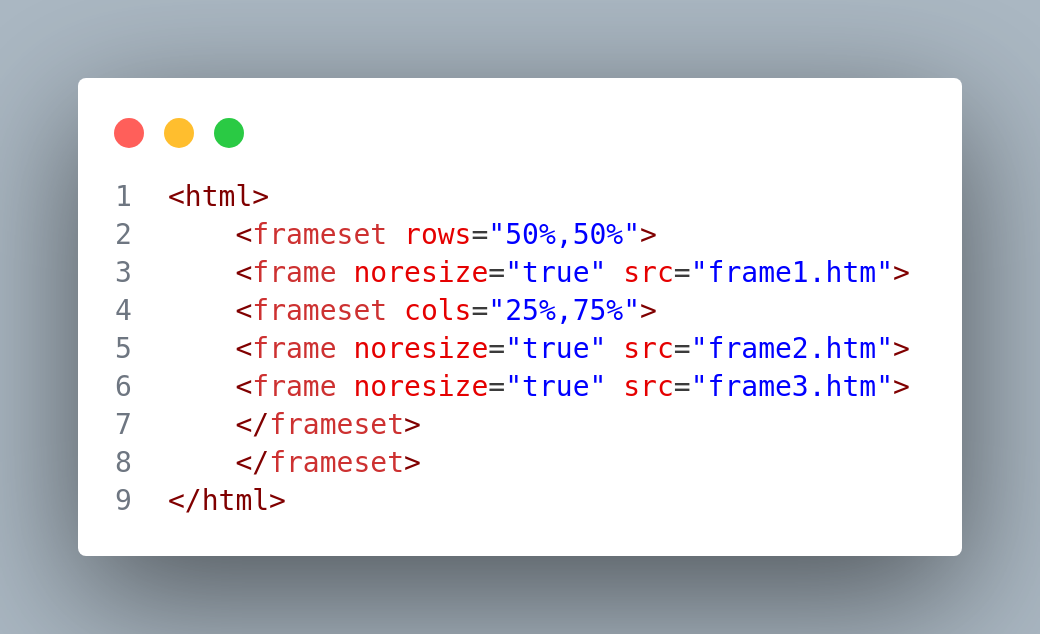 1 <html>
2     <frameset rows="50%,50%">
3     <frame noresize="true" src="frame1.htm">
4     <frameset cols="25%,75%">
5     <frame noresize="true" src="frame2.htm">
6     <frame noresize="true" src="frame3.htm">
7     </frameset>
8     </frameset>
9 </html>